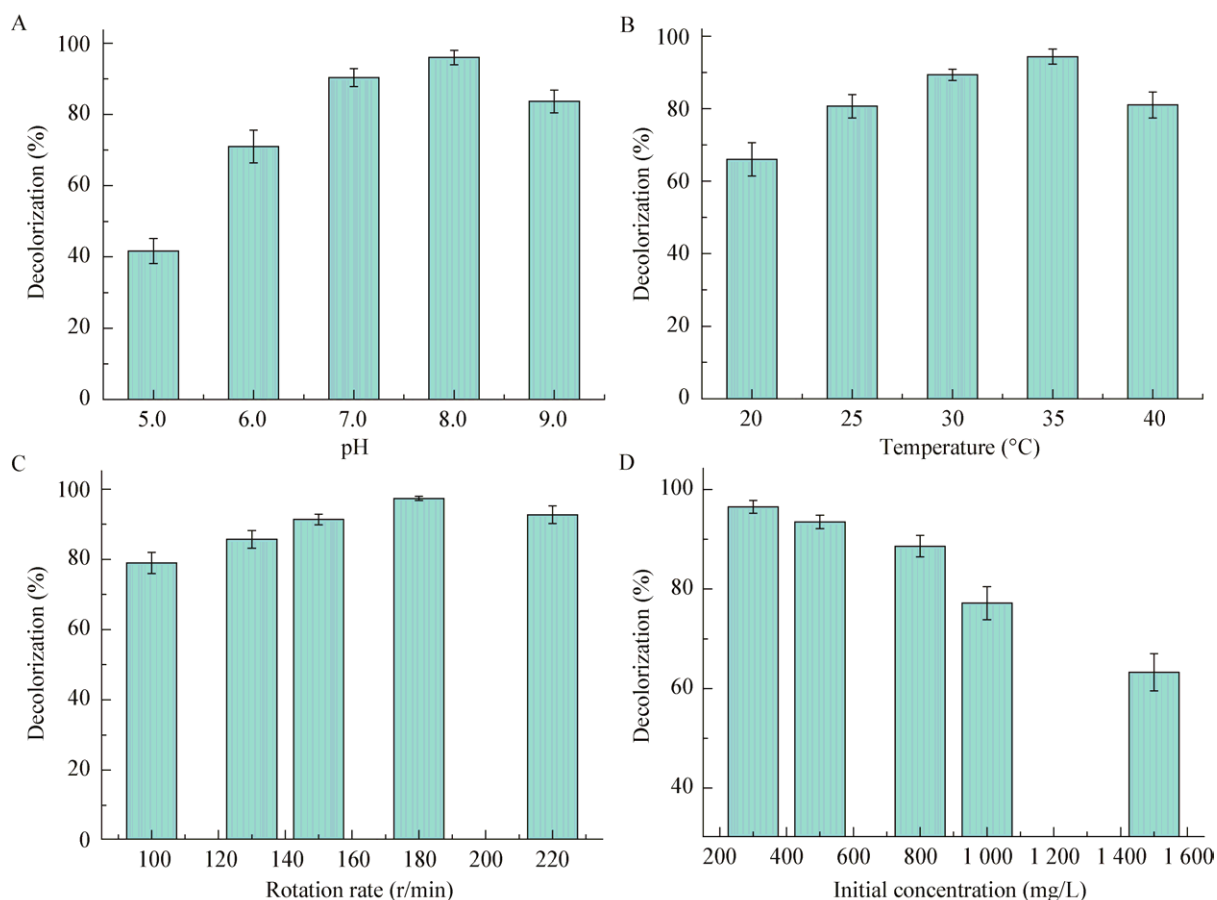 A
Decolorization (%)
100
80
60
40
20
0
5.0 6.0 7.0 8.0 9.0
pH
B
Decolorization (%)
100
80
60
40
20
0
20 25 30 35 40
Temperature (°C)
C
Decolorization (%)
100
80
60
40
20
0
100 120 140 160 180 200 220
Rotation rate (r/min)
D
Decolorization (%)
100
80
60
40
200 400 600 800 1 000 1 200 1 400 1 600
Initial concentration (mg/L)